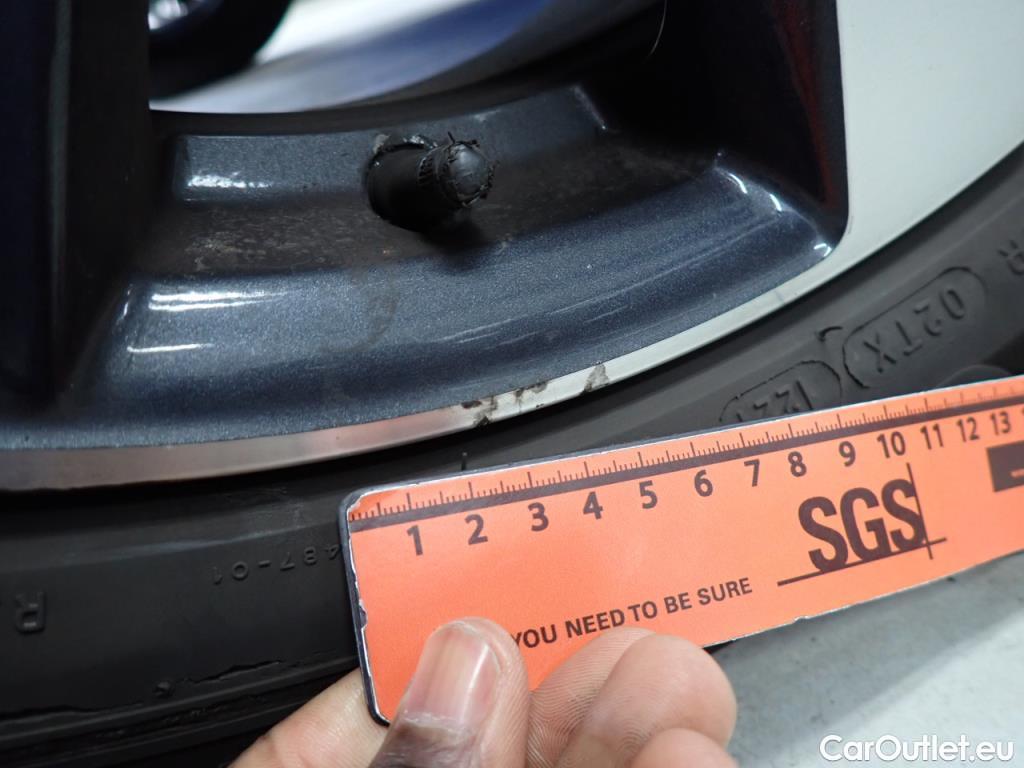 02TX
1 2 3 4 5 6 7 8 9 10 11 12 13
SGS
YOU NEED TO BE SURE
487-01
R
CarOutlet.eu